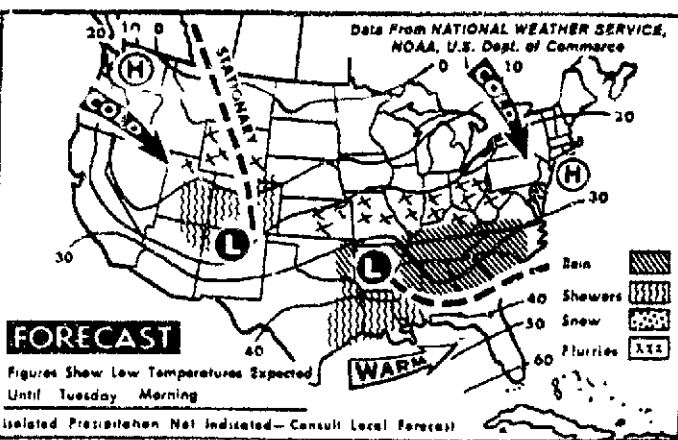 Data From NATIONAL WEATHER SERVICE,
NOAA, U.S. Dept. of Commerce
20 10 0
H
COLD
STATIONARY
0 10
COLD
20
H
30
30
L
L
Rain
Showers
Snow
Flurries
40
50
60
40
WARM
FORECAST
Figures Show Low Temperatures Expected
Until Tuesday Morning
Isolated Precipitation Not Indicated—Consult Local Forecast